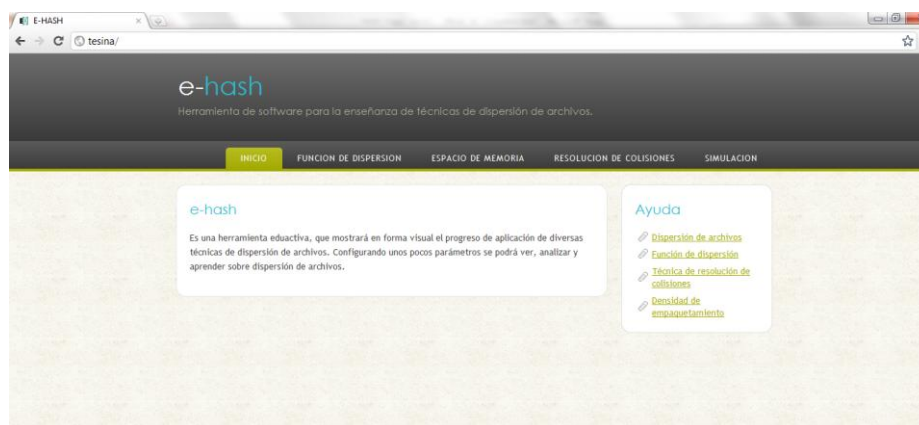 E-HASH
tesina/
e-hash
Herramienta de software para la enseñanza de técnicas de dispersión de archivos.
INICIO FUNCION DE DISPERSION ESPACIO DE MEMORIA RESOLUCION DE COLISIONES SIMULACION
e-hash
Es una herramienta eduactiva, que mostrará en forma visual el progreso de aplicación de diversas
técnicas de dispersión de archivos. Configurando unos pocos parámetros se podrá ver, analizar y
aprender sobre dispersión de archivos.
Ayuda
Dispersión de archivos
Función de dispersión
Técnica de resolución de
colisiones
Densidad de
empaquetamiento